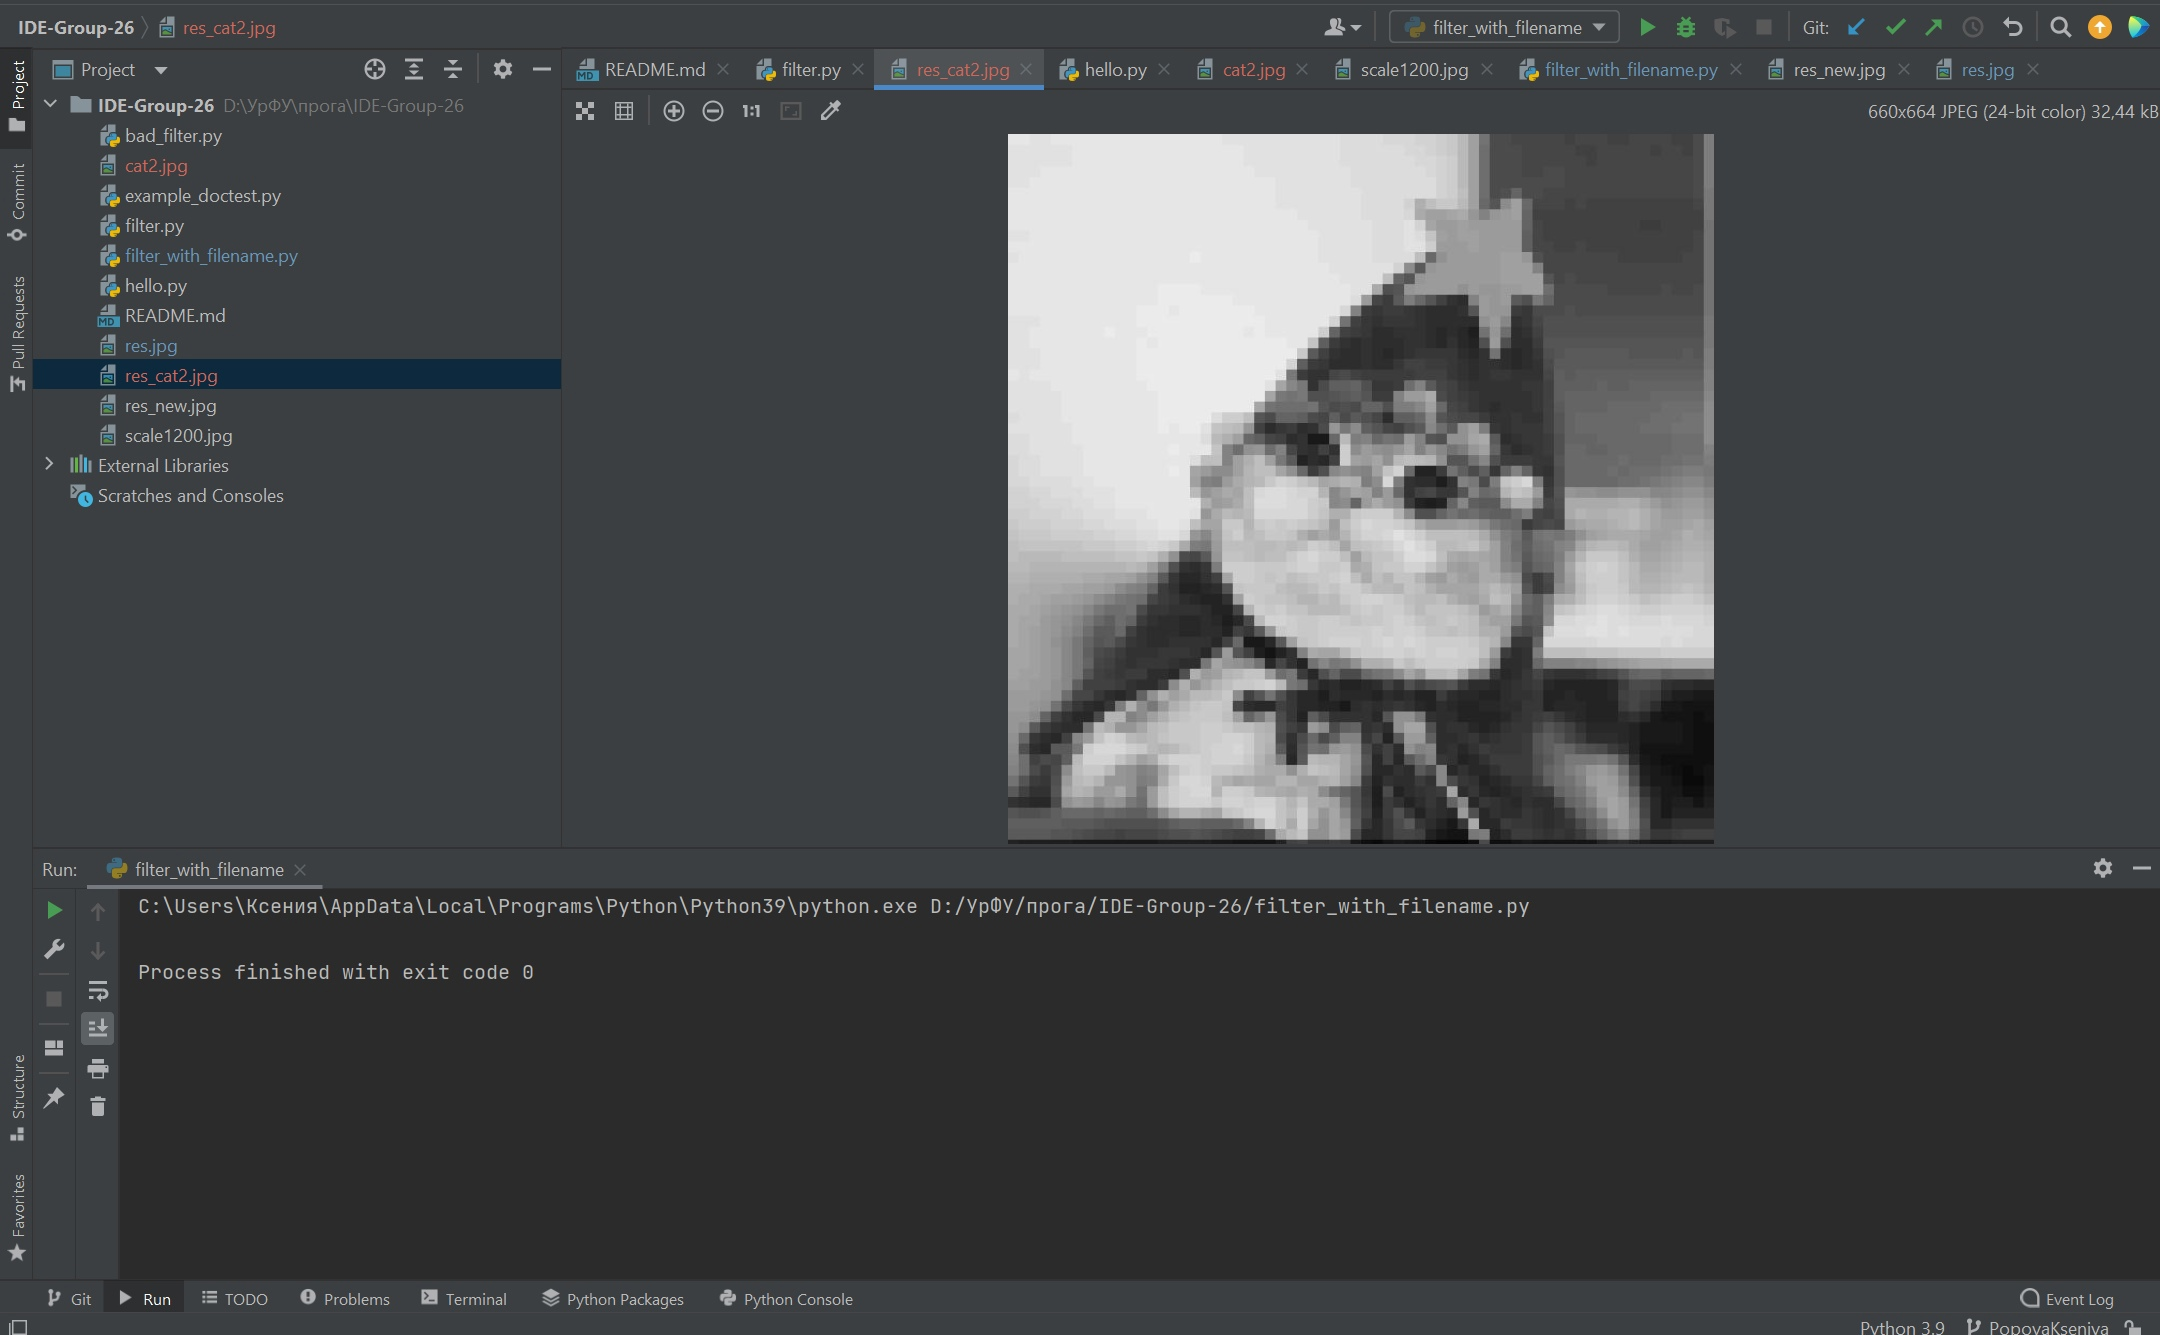 IDE-Group-26 res_cat2.jpg filter_with_filename Git:
Project README.md filter.py res_cat2.jpg hello.py cat2.jpg scale1200.jpg filter_with_filename.py res_new.jpg res.jpg
660x664 JPEG (24-bit color) 32,44 kB
IDE-Group-26 D:\УрФУ\прога\IDE-Group-26
bad_filter.py
cat2.jpg
example_doctest.py
filter.py
filter_with_filename.py
hello.py
README.md
res.jpg
res_cat2.jpg
res_new.jpg
scale1200.jpg
External Libraries
Scratches and Consoles
Project
Commit
Pull Requests
Structure
Favorites
1:1
MD
MD
Run: filter_with_filename
C:\Users\Ксения\AppData\Local\Programs\Python\Python39\python.exe D:/УрФУ/прога/IDE-Group-26/filter_with_filename.py
Process finished with exit code 0
Git Run TODO Problems Terminal Python Packages Python Console Event Log
Python 3.9 PopovaKseniya